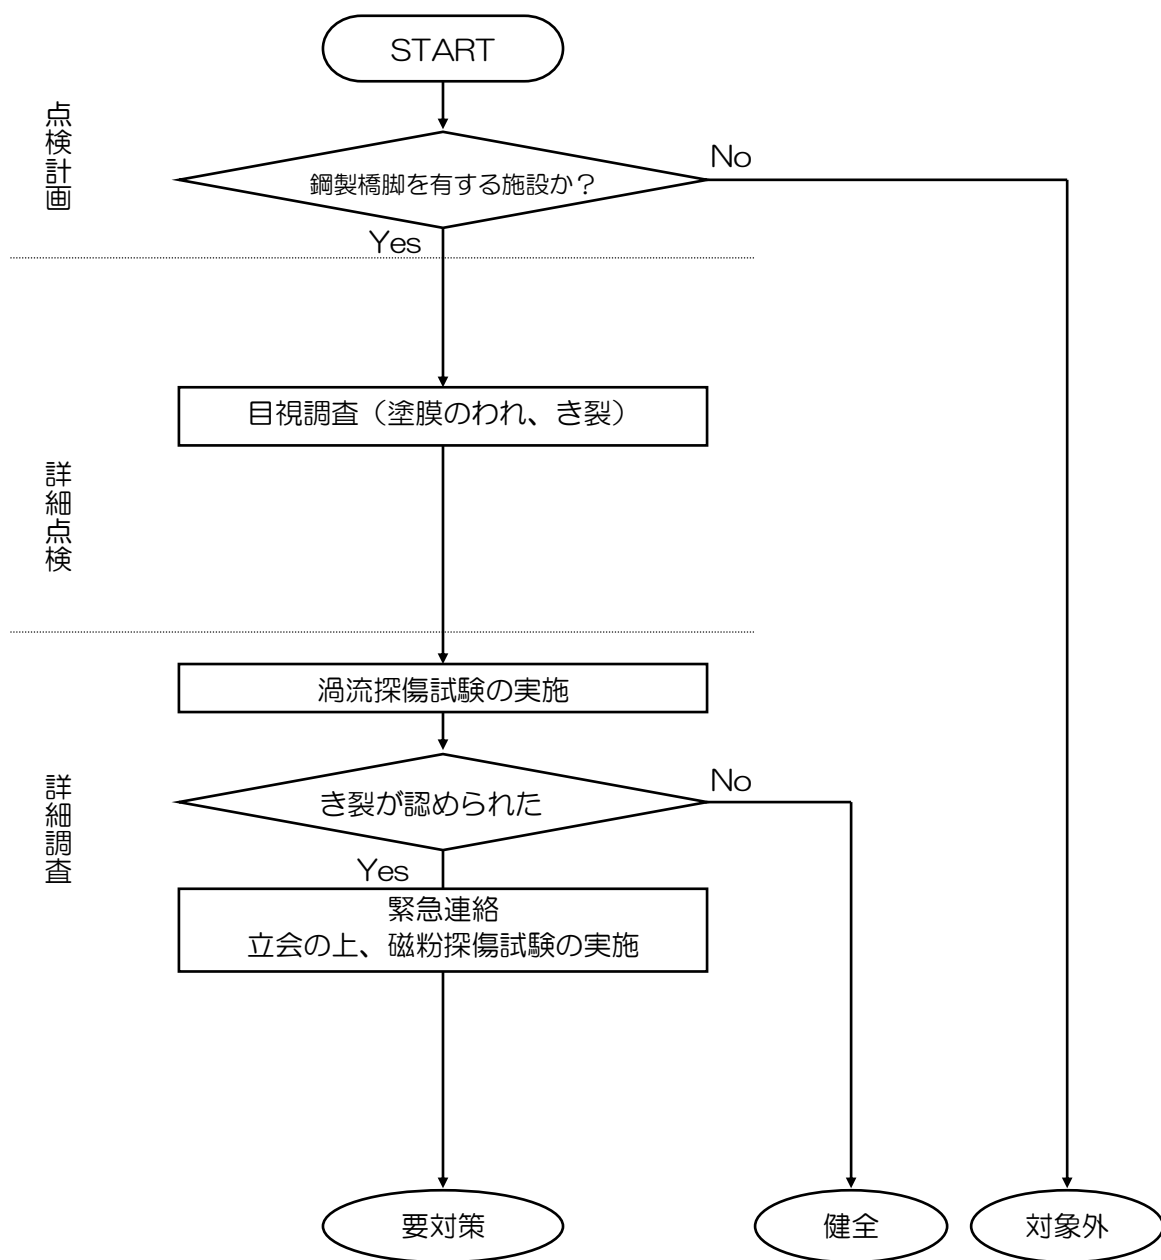 START
点検計画
鋼製橋脚を有する施設か？
No
Yes
目視調査（塗膜のわれ、き裂）
詳細点検
渦流探傷試験の実施
詳細調査
き裂が認められた
No
Yes
緊急連絡
立会の上、磁粉探傷試験の実施
要対策
健全
対象外